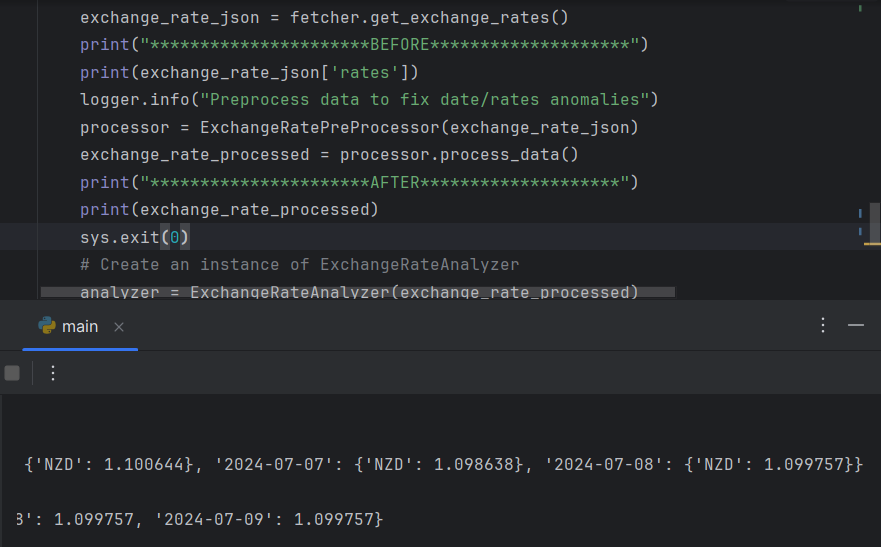 exchange_rate_json = fetcher.get_exchange_rates()
print("**********************BEFORE********************")
print(exchange_rate_json['rates'])
logger.info("Preprocess data to fix date/rates anomalies")
processor = ExchangeRatePreProcessor(exchange_rate_json)
exchange_rate_processed = processor.process_data()
print("**********************AFTER********************")
print(exchange_rate_processed)
sys.exit(0)
# Create an instance of ExchangeRateAnalyzer
analyzer = ExchangeRateAnalyzer(exchange_rate_processed)
main
{'NZD': 1.100644}, '2024-07-07': {'NZD': 1.098638}, '2024-07-08': {'NZD': 1.099757}}
8': 1.099757, '2024-07-09': 1.099757}